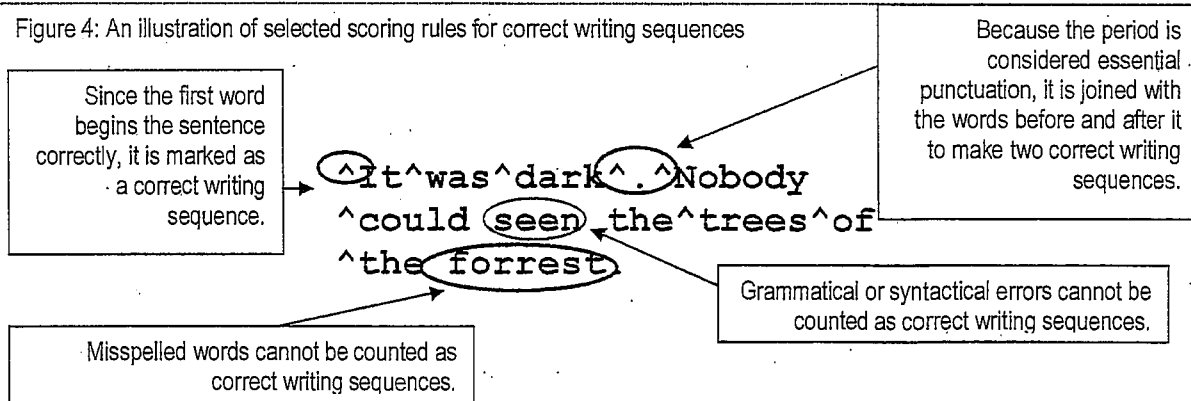 Figure 4: An illustration of selected scoring rules for correct writing sequences
Since the first word
begins the sentence
correctly, it is marked as
a correct writing
sequence.
Because the period is
considered essential
punctuation, it is joined with
the words before and after it
to make two correct writing
sequences.
^It^was^dark^.^Nobody
^could seen the^trees^of
^the forrest.
Grammatical or syntactical errors cannot be
counted as correct writing sequences.
Misspelled words cannot be counted as
correct writing sequences.